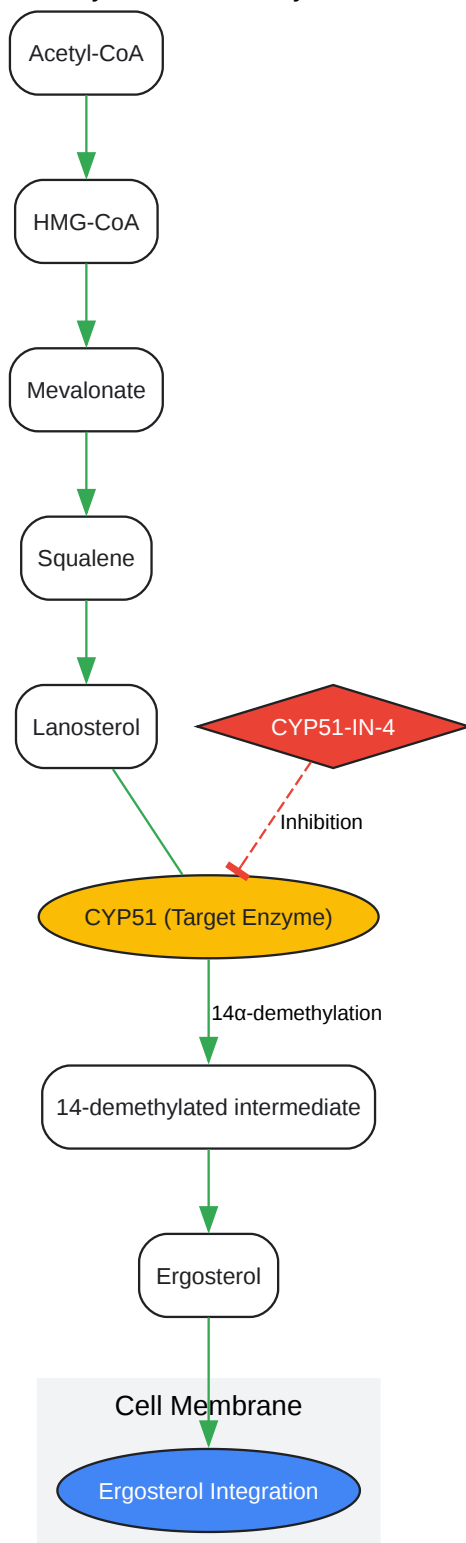 Acetyl-CoA
HMG-CoA
Mevalonate
Squalene
Lanosterol
CYP51-IN-4
Inhibition
CYP51 (Target Enzyme)
14α-demethylation
14-demethylated intermediate
Ergosterol
Cell Membrane
Ergosterol Integration